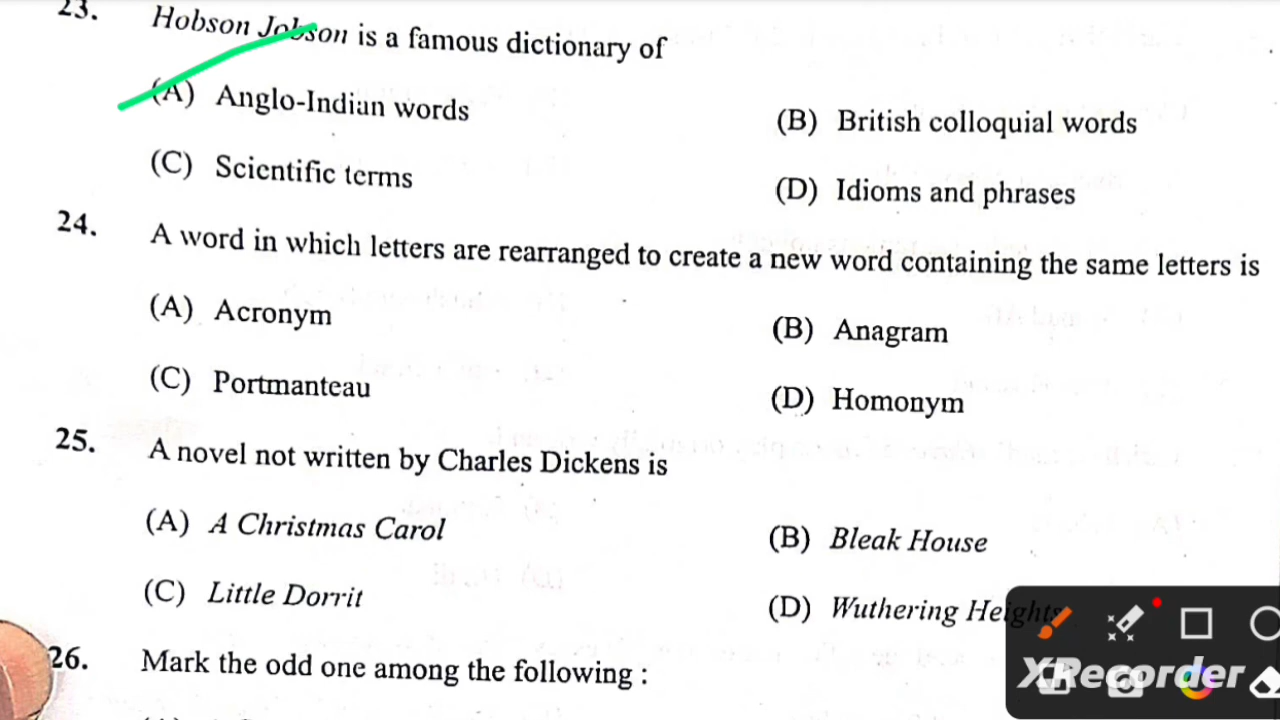 23. Hobson Jobson is a famous dictionary of
(A) Anglo-Indian words
(B) British colloquial words
(C) Scientific terms
(D) Idioms and phrases
24. A word in which letters are rearranged to create a new word containing the same letters is
(A) Acronym
(B) Anagram
(C) Portmanteau
(D) Homonym
25. A novel not written by Charles Dickens is
(A) A Christmas Carol
(B) Bleak House
(C) Little Dorrit
(D) Wuthering Heights
26. Mark the odd one among the following :
XRecorder